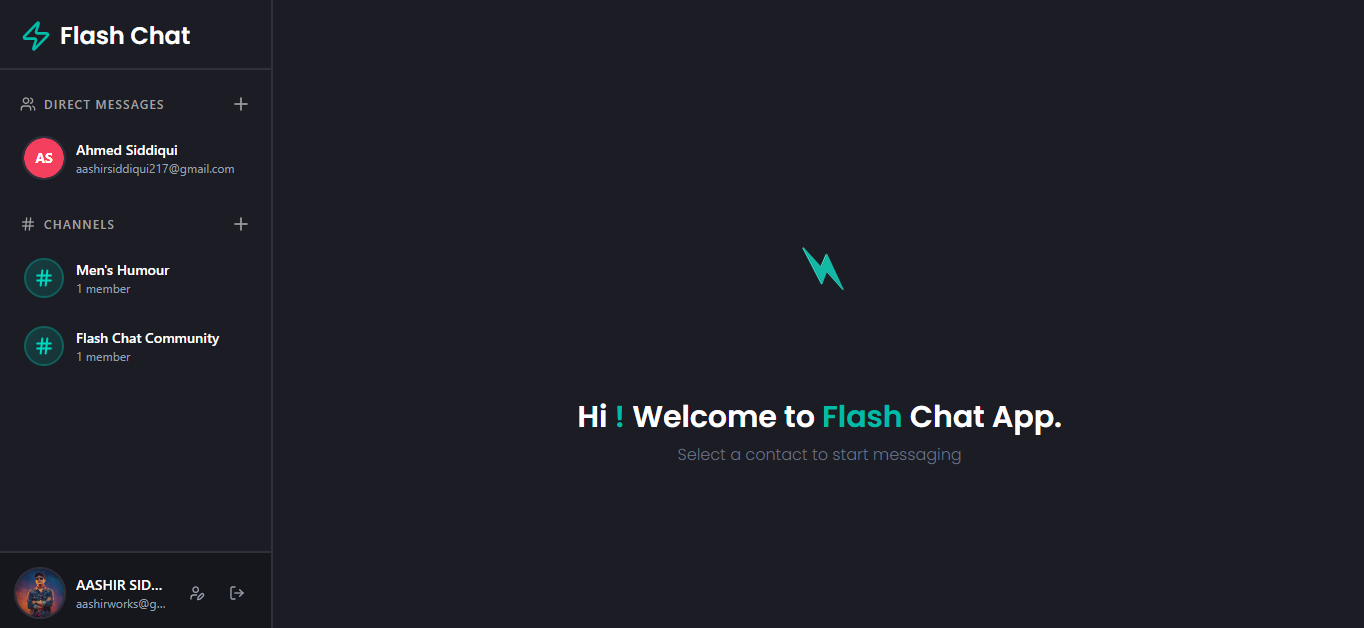 Flash Chat
DIRECT MESSAGES
AS
Ahmed Siddiqui
aashirsiddiqui217@gmail.com
# CHANNELS
#
Men's Humour
1 member
#
Flash Chat Community
1 member
AASHIR SID...
aashirworks@g...
Hi ! Welcome to Flash Chat App.
Select a contact to start messaging